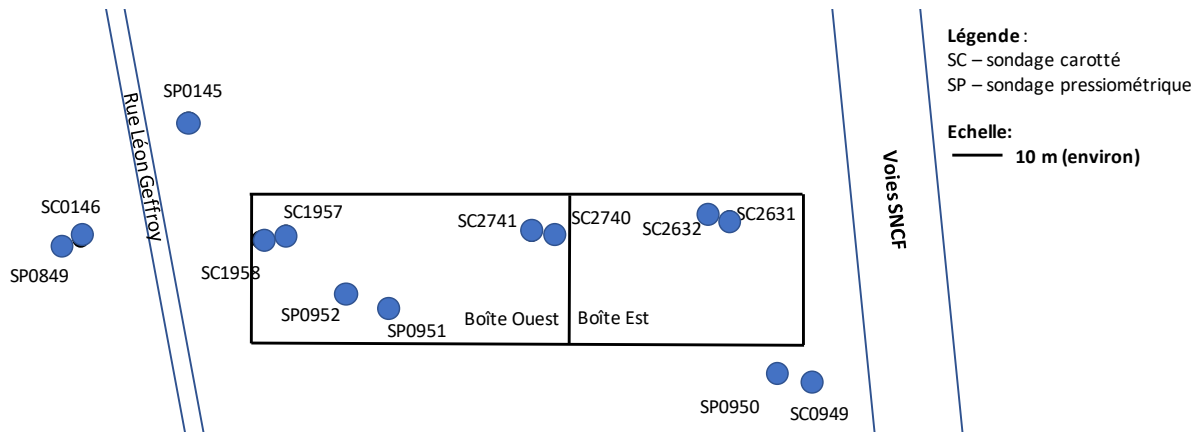 Légende :
SC – sondage carotté
SP – sondage pressiométrique
SP0145
Rue Léon Geffroy
Echelle:
10 m (environ)
Voies SNCF
SC0146
SC1957
SC2741
SC2740
SC2632
SC2631
SP0849
SC1958
SP0952
SP0951
Boîte Ouest
Boîte Est
SP0950
SC0949